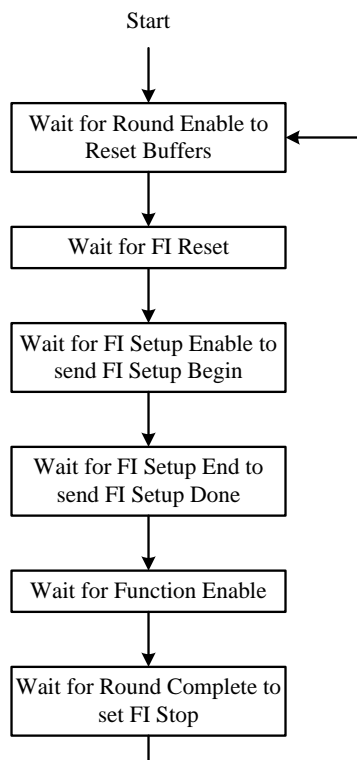 Start
Wait for Round Enable to
Reset Buffers
Wait for FI Reset
Wait for FI Setup Enable to
send FI Setup Begin
Wait for FI Setup End to
send FI Setup Done
Wait for Function Enable
Wait for Round Complete to
set FI Stop